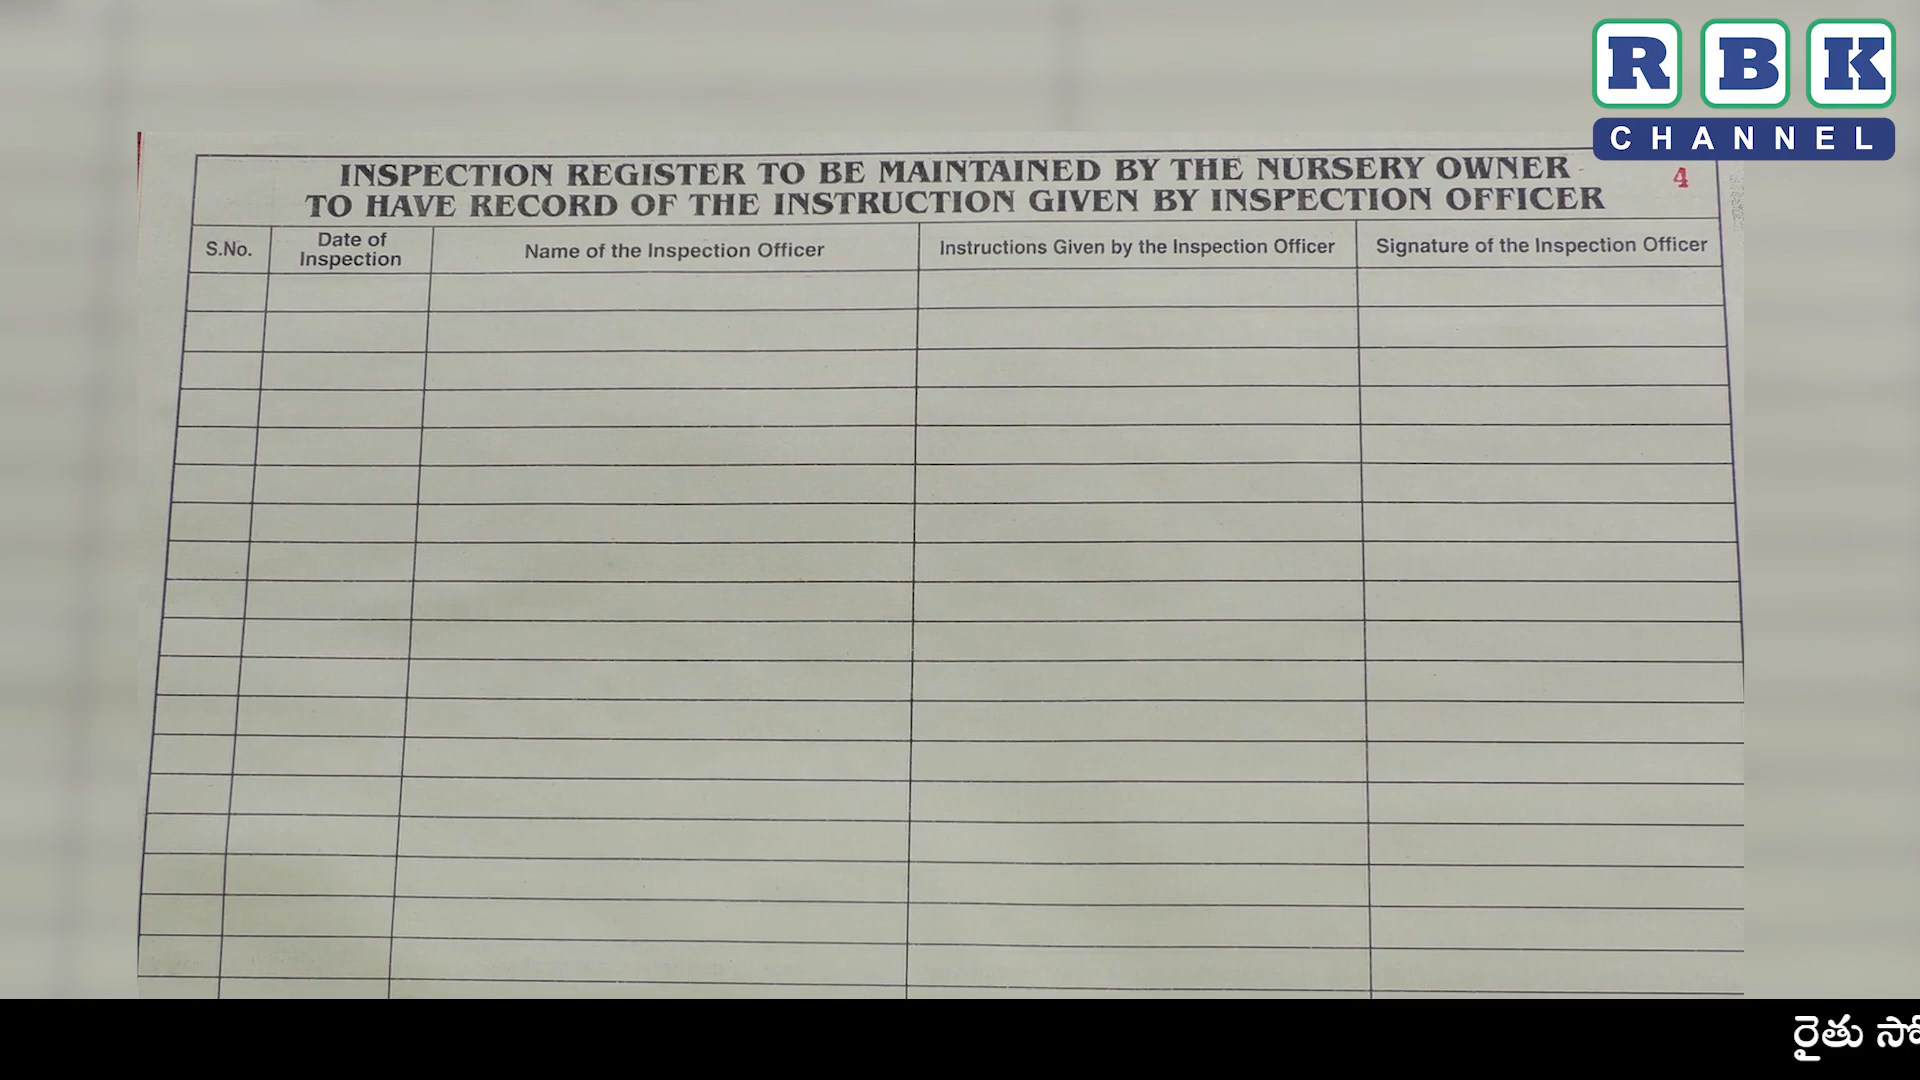 RBK
CHANNEL
INSPECTION REGISTER TO BE MAINTAINED BY THE NURSERY OWNER
4
TO HAVE RECORD OF THE INSTRUCTION GIVEN BY INSPECTION OFFICER
S.No.
Date of
Inspection
Name of the Inspection Officer
Instructions Given by the Inspection Officer
Signature of the Inspection Officer
రైతు